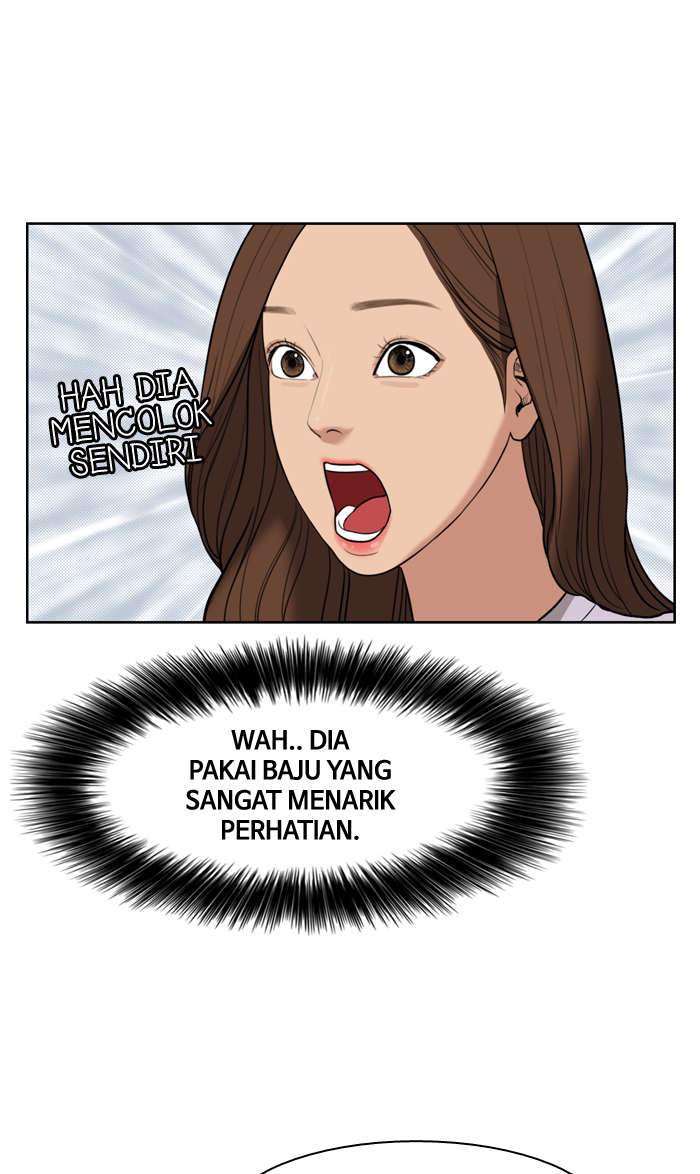 HAH DIA
MENCOLOK
SENDIRI
WAH.. DIA
PAKAI BAJU YANG
SANGAT MENARIK
PERHATIAN.